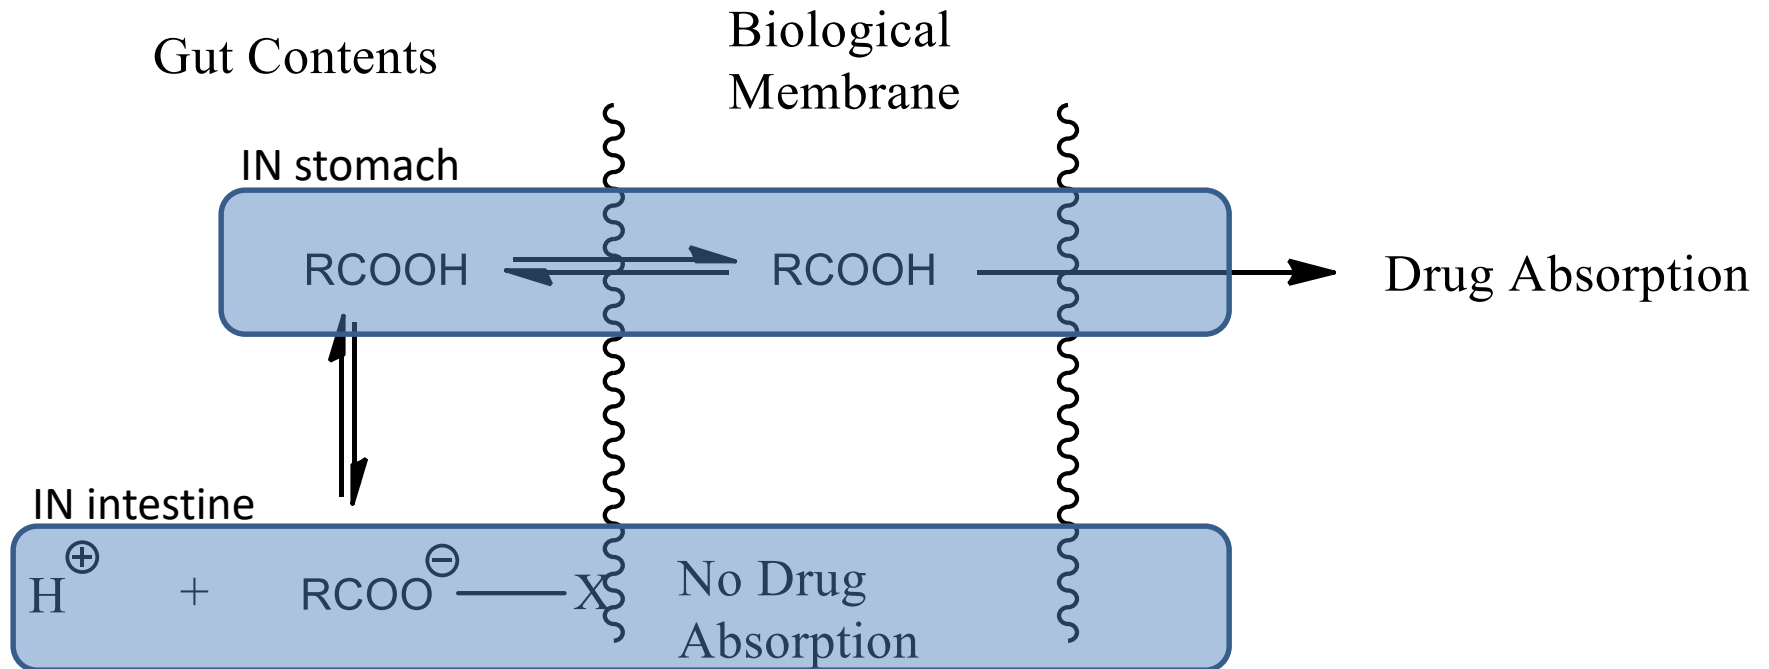 Gut Contents
Biological
Membrane
IN stomach
RCOOH
RCOOH
Drug Absorption
IN intestine
H⊕ + RCOO⊖ X
No Drug
Absorption